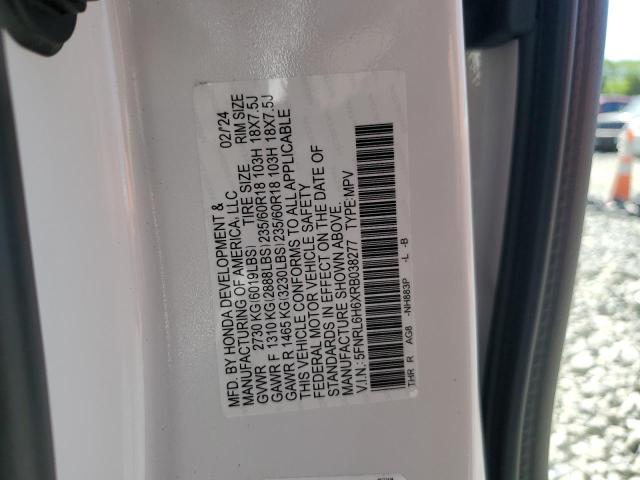 MFD. BY HONDA DEVELOPMENT &
MANUFACTURING OF AMERICA, LLC 02/'24
TIRE SIZE RIM SIZE
GVWR 2730 KG(6019LBS)
GAWR F 1310 KG(2888LBS) 235/60R18 103H 18X7.5J
GAWR R 1465 KG(3230LBS) 235/60R18 103H 18X7.5J
THIS VEHICLE CONFORMS TO ALL APPLICABLE
FEDERAL MOTOR VEHICLE SAFETY
STANDARDS IN EFFECT ON THE DATE OF
MANUFACTURE SHOWN ABOVE.
V.I.N.: 5FNRL6H6XRB038277 TYPE:MPV
THR R AG8 -NH883P -L -B